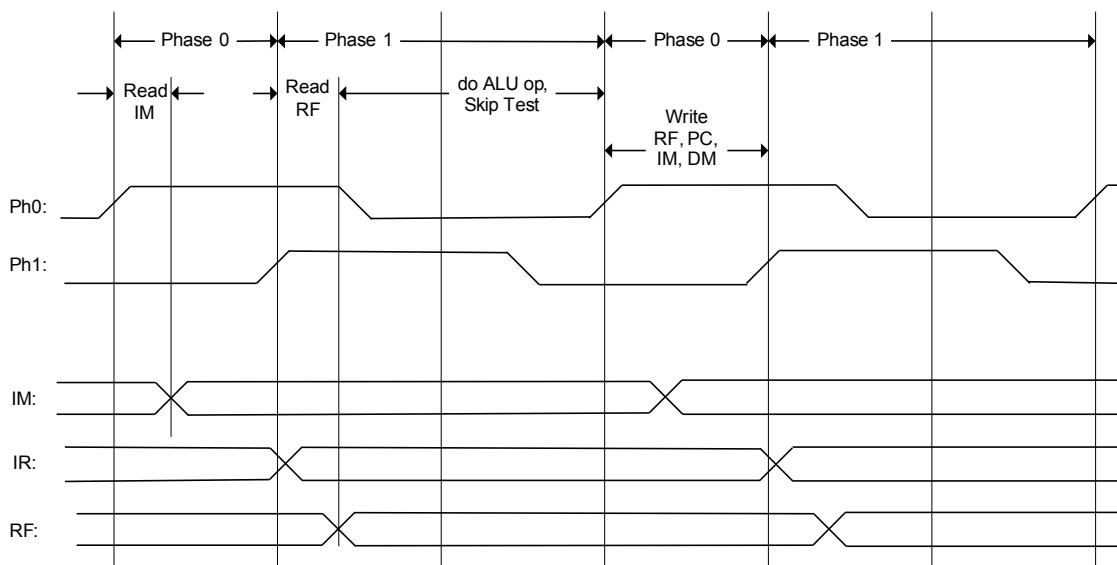 Phase 0
Phase 1
Phase 0
Phase 1
Read
IM
Read
RF
do ALU op,
Skip Test
Write
RF, PC,
IM, DM
Ph0:
Ph1:
IM:
IR:
RF: